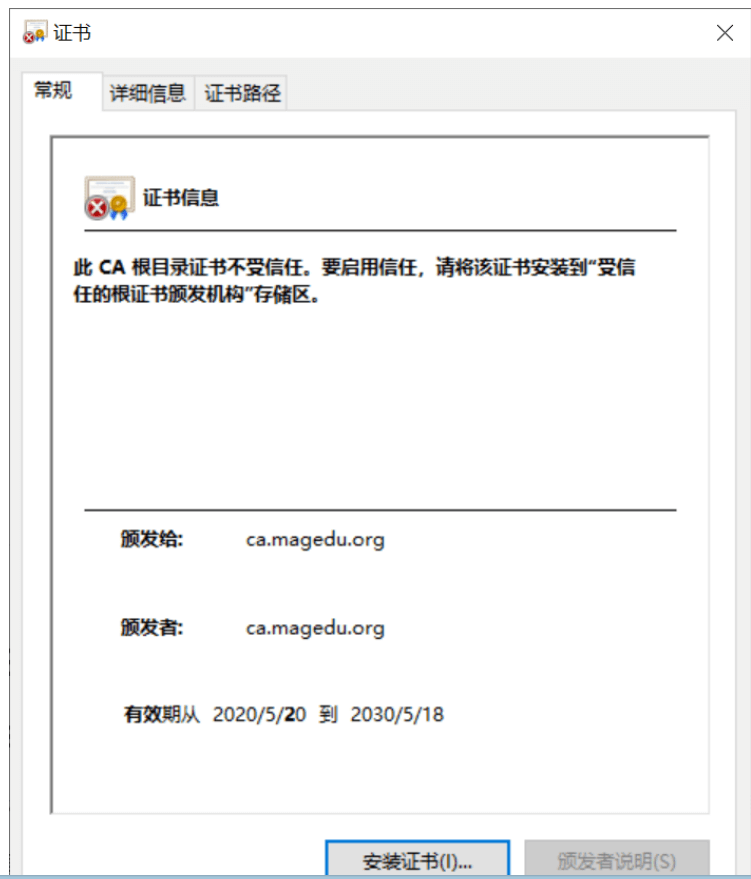 证书
常规 详细信息 证书路径
证书信息
此 CA 根目录证书不受信任。要启用信任，请将该证书安装到“受信
任的根证书颁发机构”存储区。
颁发给: ca.magedu.org
颁发者: ca.magedu.org
有效期从 2020/5/20 到 2030/5/18
安装证书(I)... 颁发者说明(S)